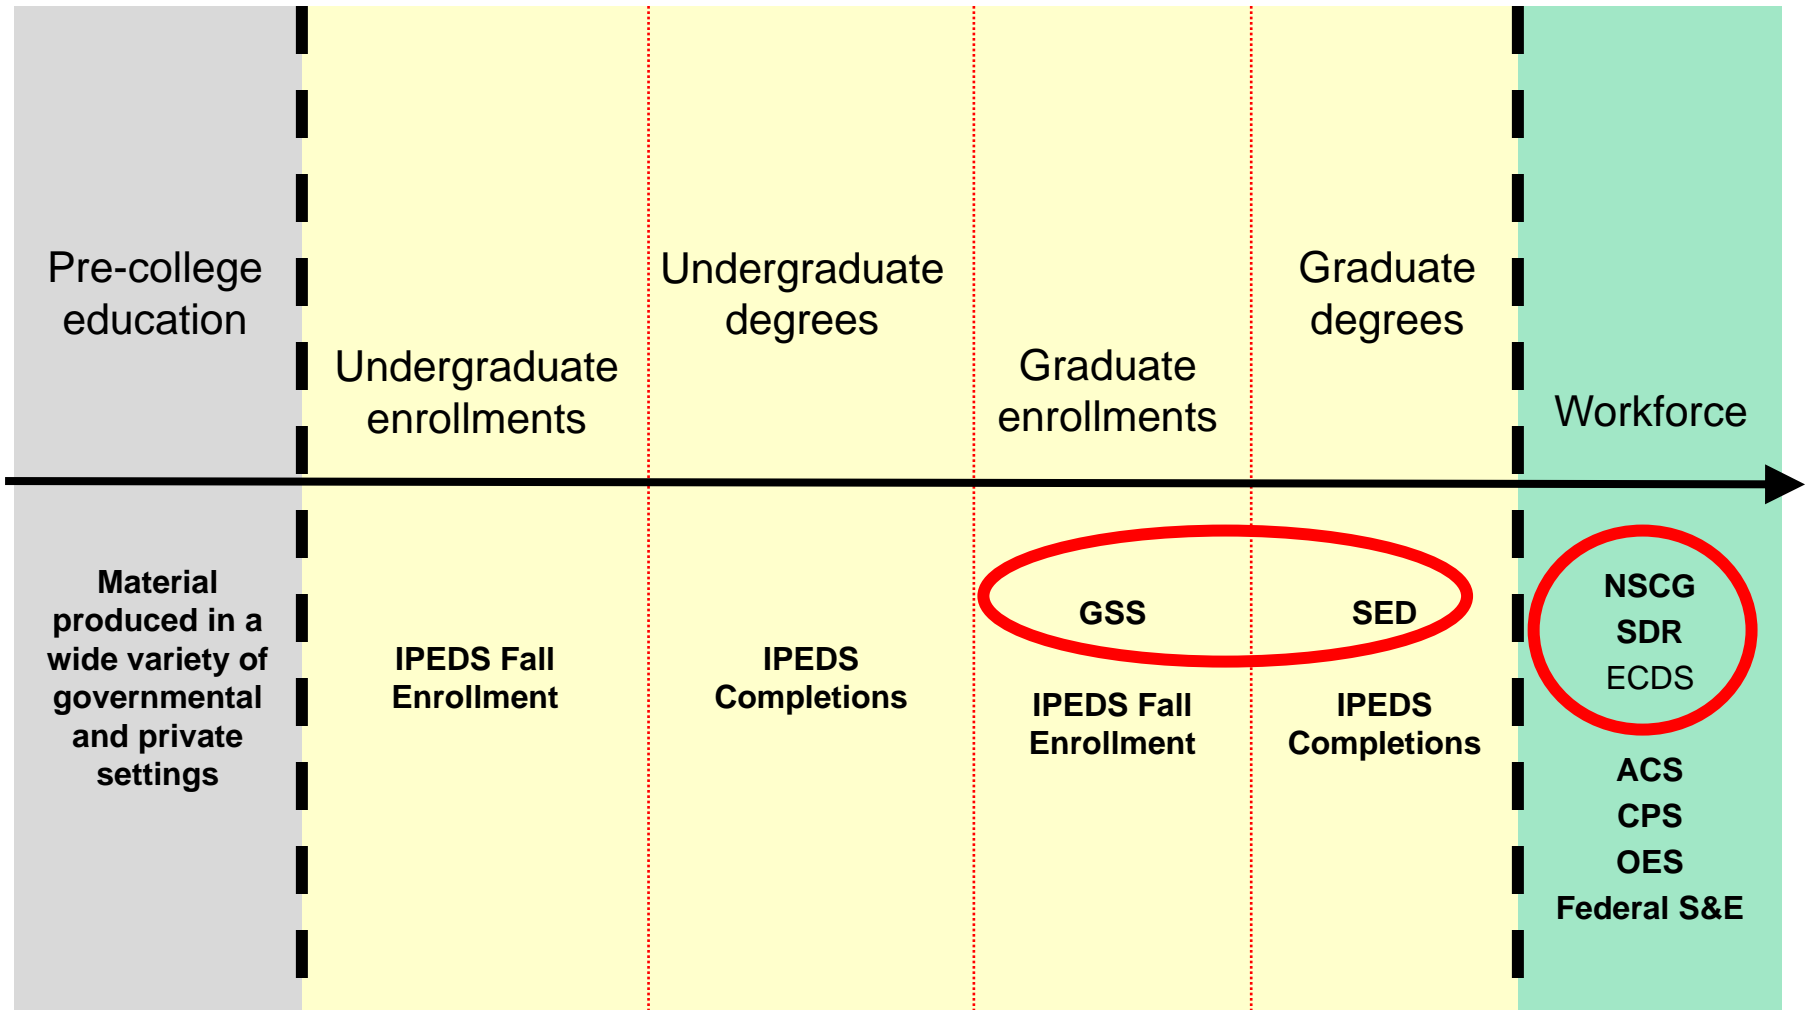 Pre-college
education
Undergraduate
enrollments
Undergraduate
degrees
Graduate
enrollments
Graduate
degrees
Workforce
Material
produced in a
wide variety of
governmental
and private
settings
IPEDS Fall
Enrollment
IPEDS
Completions
GSS
IPEDS Fall
Enrollment
SED
IPEDS
Completions
NSCG
SDR
ECDS
ACS
CPS
OES
Federal S&E